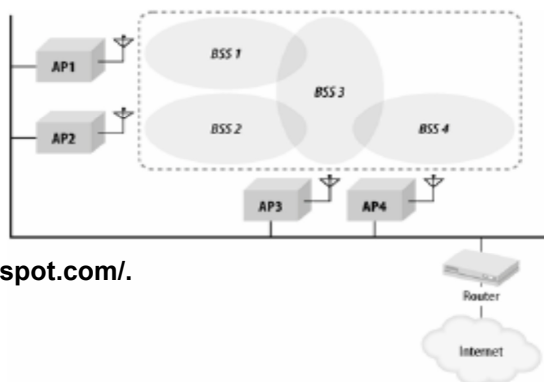 BSS 1
AP1
BSS 3
AP2
BSS 2
BSS 4
AP3
AP4
spot.com/.
Router
Internet